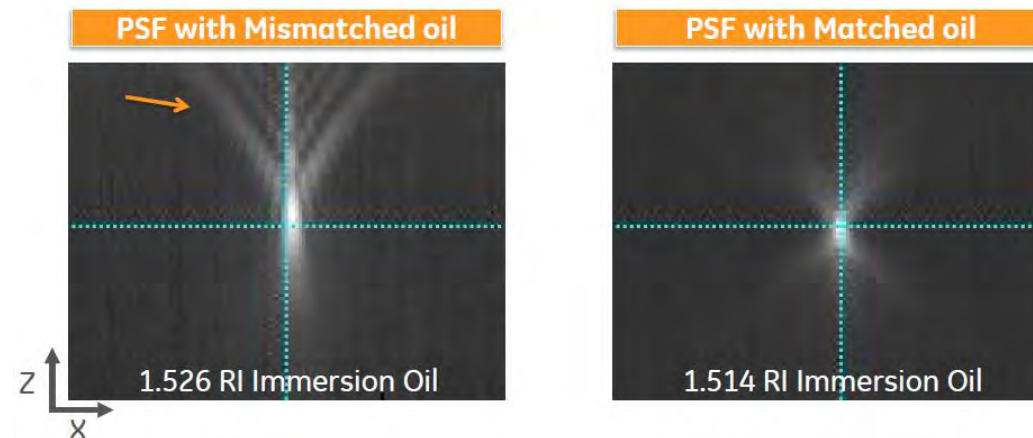 PSF with Mismatched oil
PSF with Matched oil
1.526 RI Immersion Oil
1.514 RI Immersion Oil
Z
X